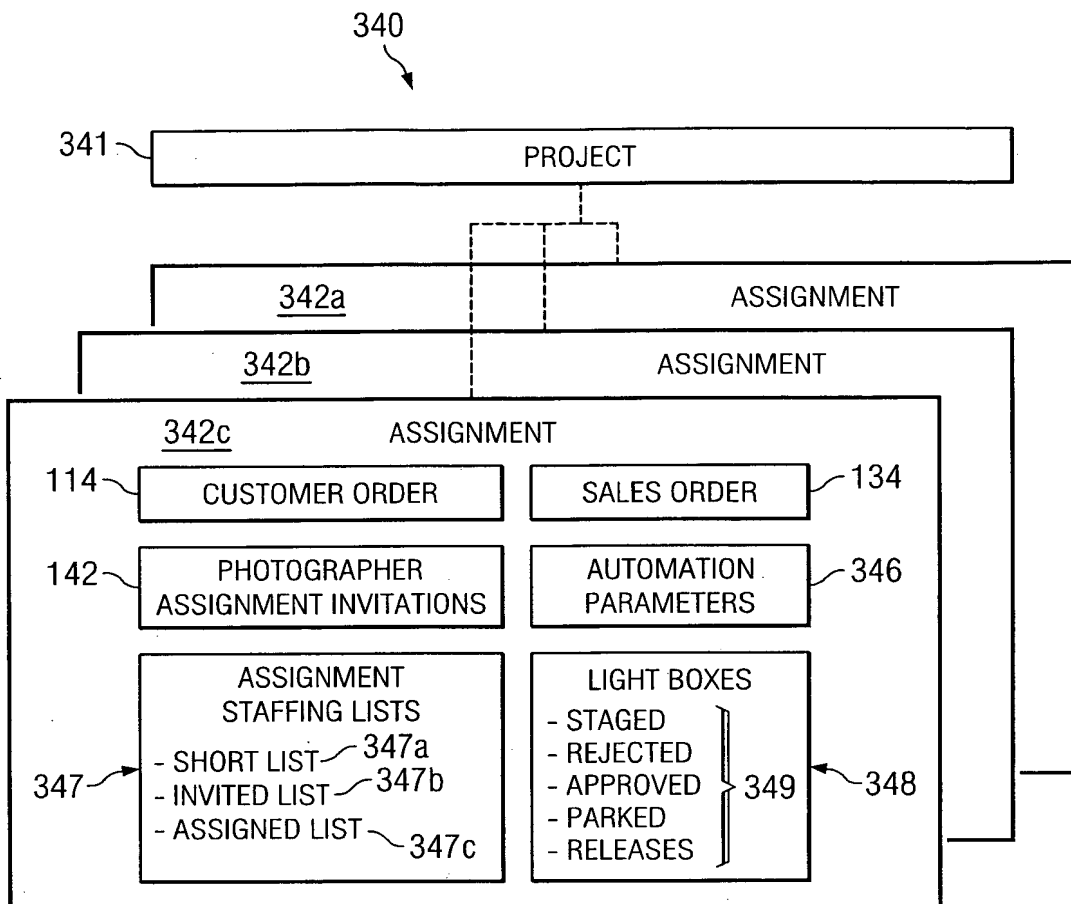 340
341
PROJECT
342a ASSIGNMENT
342b ASSIGNMENT
342c ASSIGNMENT
114 CUSTOMER ORDER
SALES ORDER 134
142 PHOTOGRAPHER
ASSIGNMENT INVITATIONS
AUTOMATION
PARAMETERS 346
ASSIGNMENT
STAFFING LISTS
- SHORT LIST 347a
347 - INVITED LIST 347b
- ASSIGNED LIST 347c
LIGHT BOXES
- STAGED
- REJECTED
- APPROVED 349 348
- PARKED
- RELEASES